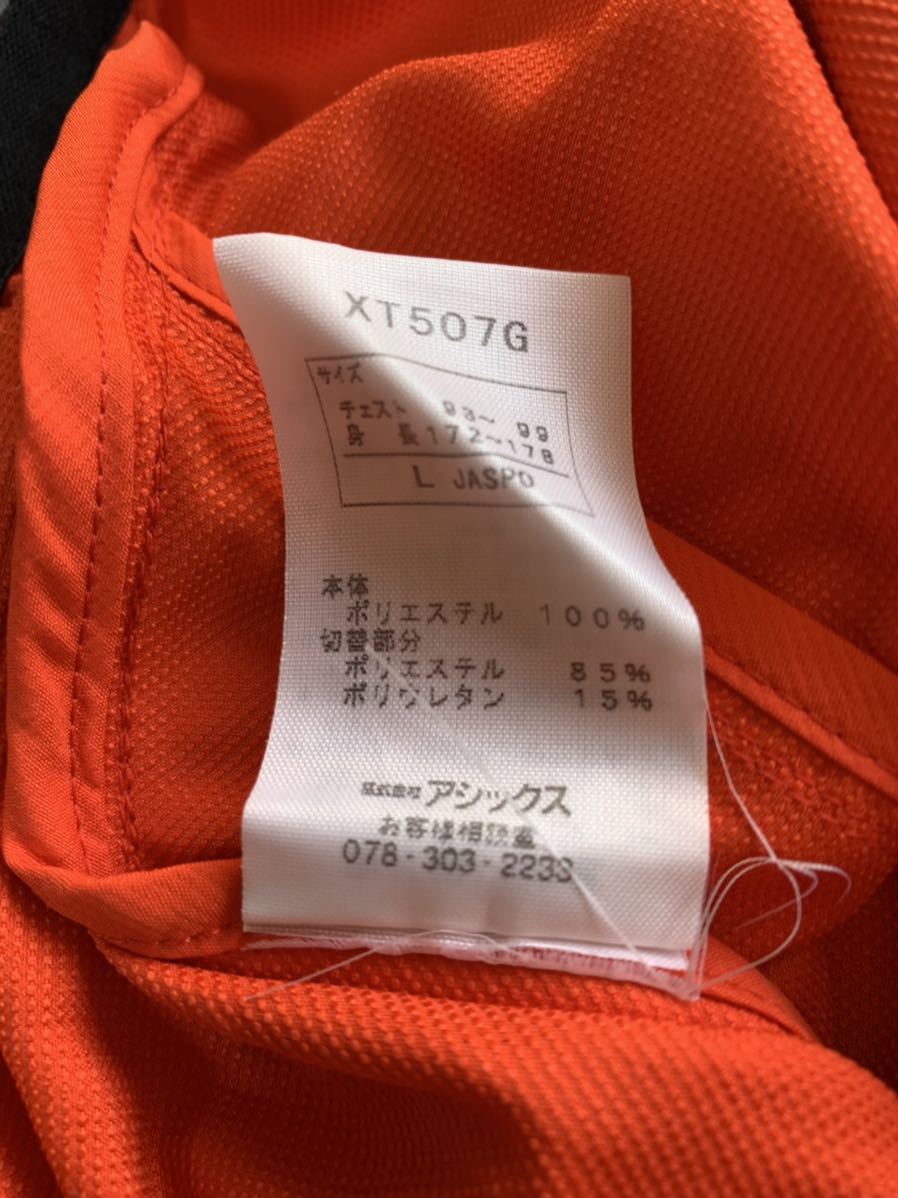 XT507G
サイズ
チェスト 93～ 99
身 長172～178
L JASPO
本体
ポリエステル 100%
切替部分
ポリエステル 85%
ポリウレタン 15%
株式会社アシックス
お客様相談室
078-303-2233